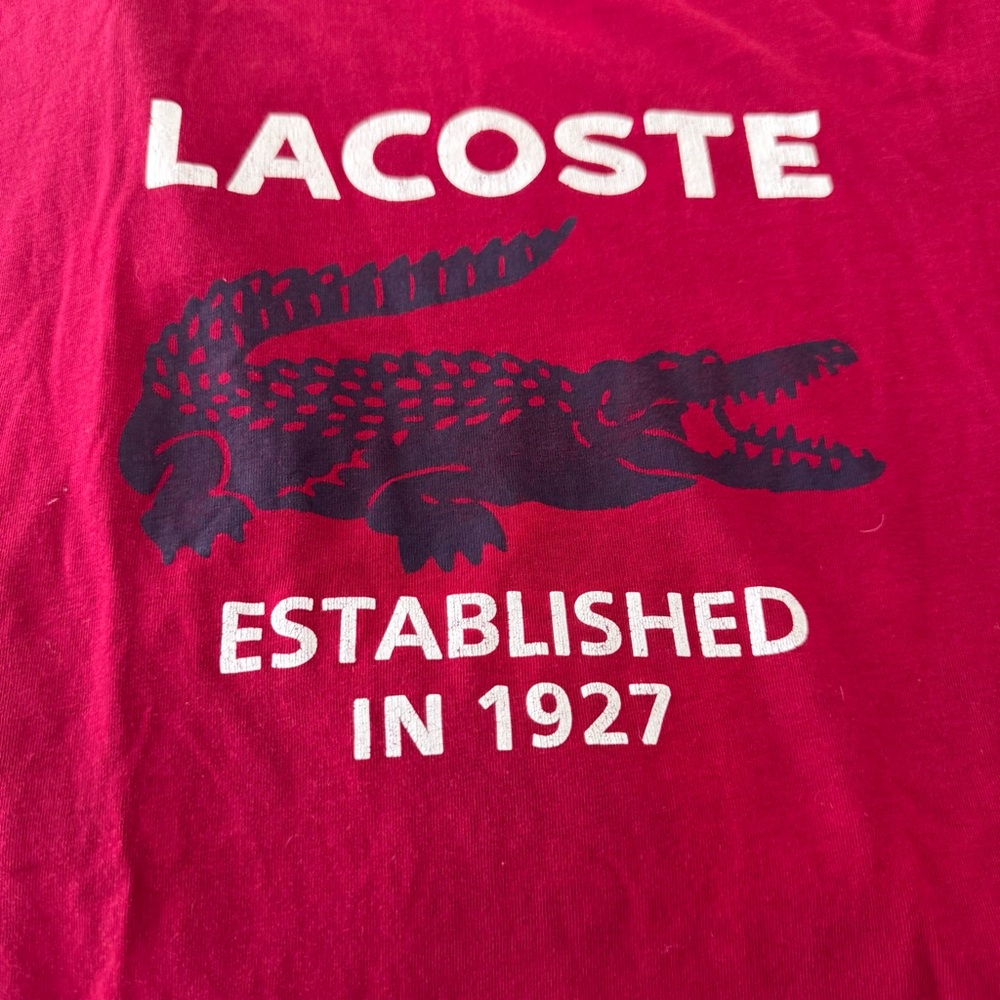 LACOSTE
ESTABLISHED
IN 1927